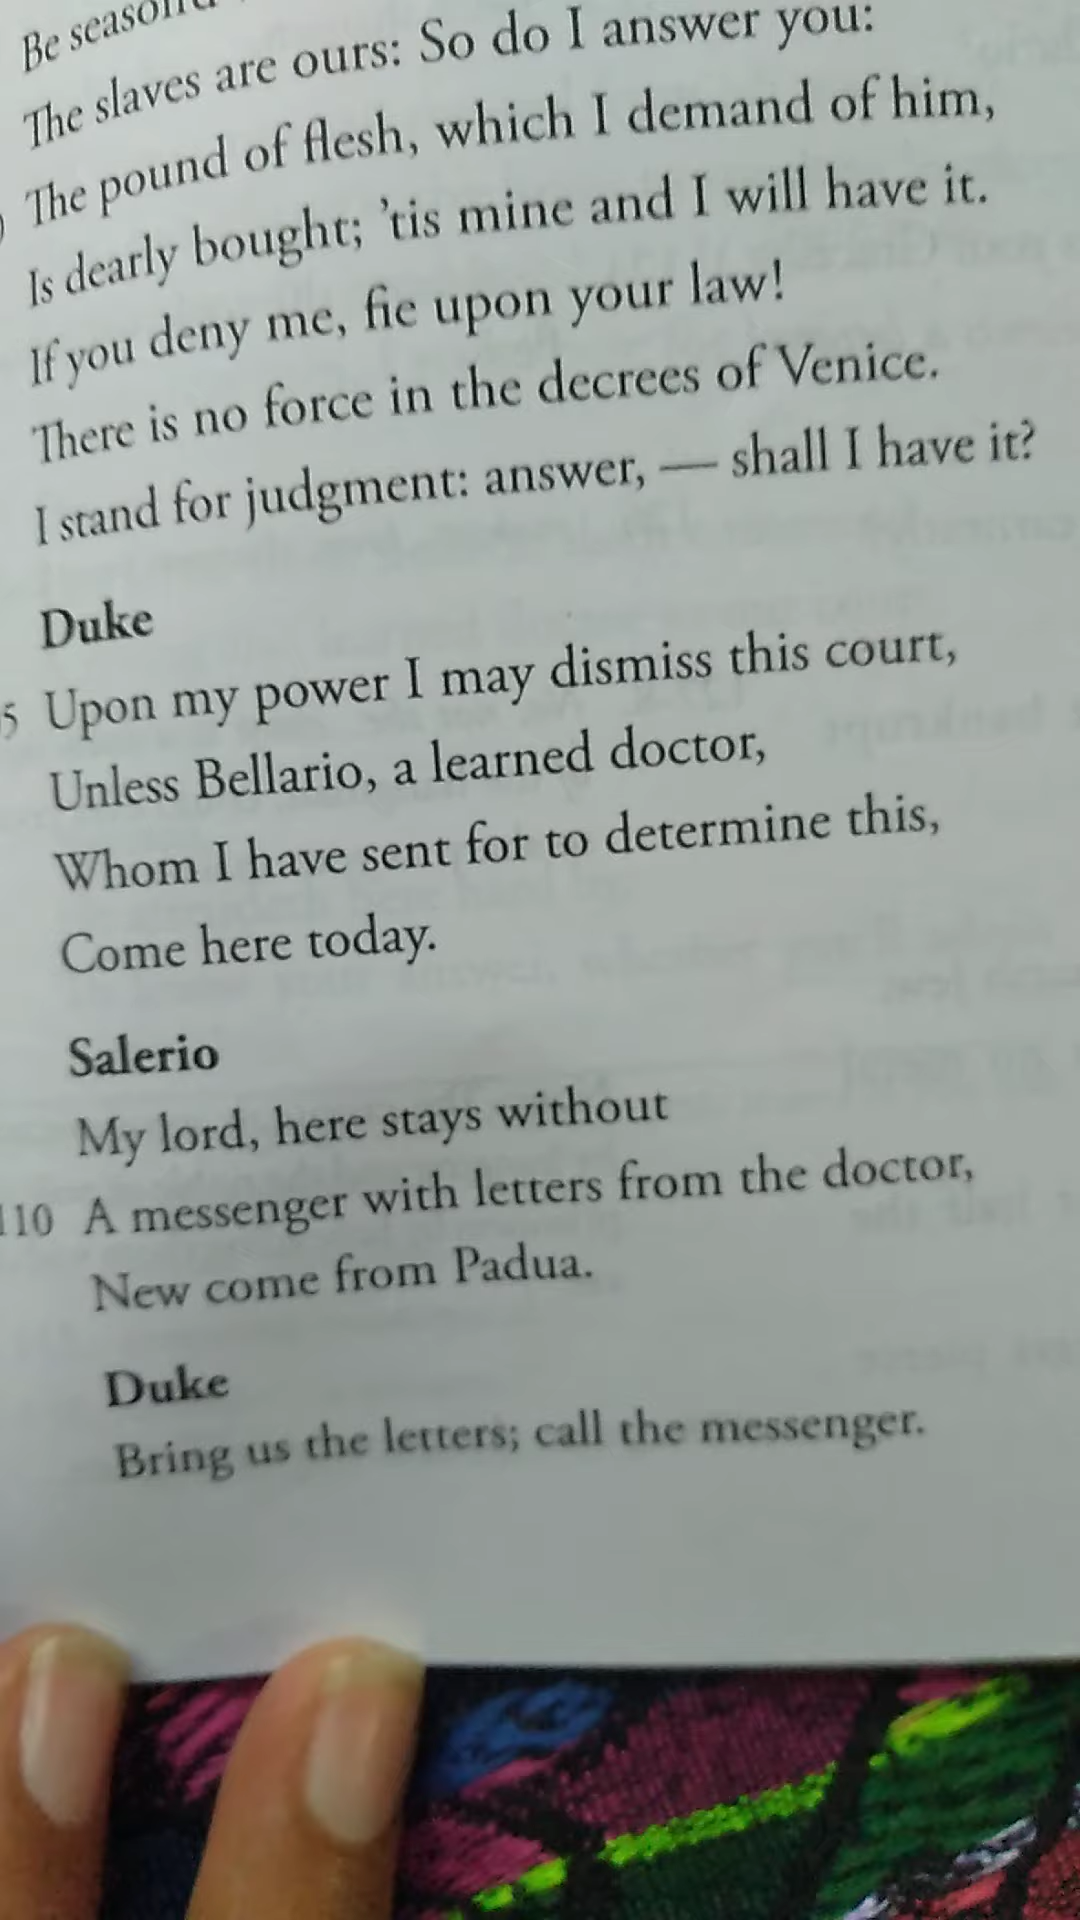 Be
The slaves are ours: So do I answer you:
The pound of flesh, which I demand of him,
Is dearly bought; ’tis mine and I will have it.
If you deny me, fie upon your law!
There is no force in the decrees of Venice.
I stand for judgment: answer, — shall I have it?
Duke
5 Upon my power I may dismiss this court,
Unless Bellario, a learned doctor,
Whom I have sent for to determine this,
Come here today.
Salerio
My lord, here stays without
110 A messenger with letters from the doctor,
New come from Padua.
Duke
Bring us the letters; call the messenger.